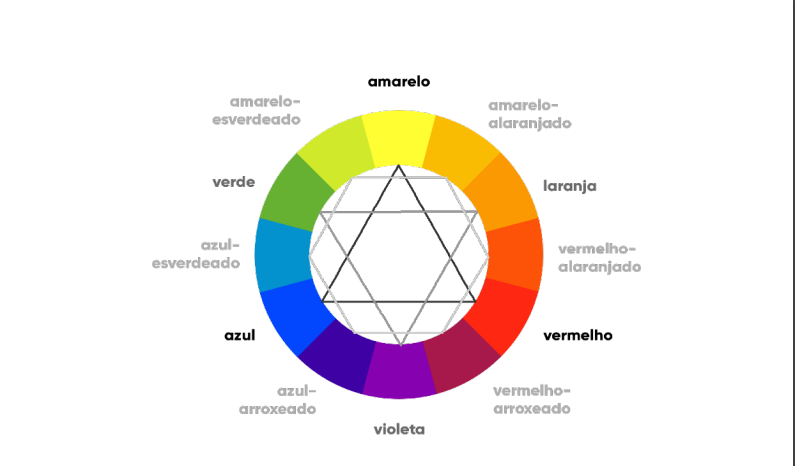 amarelo
amarelo-
alaranjado
laranja
vermelho-
alaranjado
vermelho
vermelho-
arroxeado
violeta
azul-
arroxeado
azul
azul-
esverdeado
verde
amarelo-
esverdeado